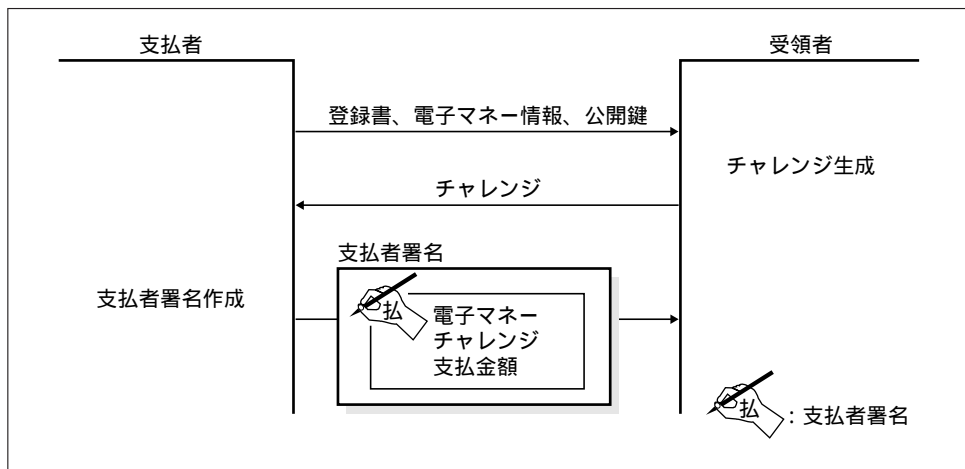 支払者
受領者
登録書、電子マネー情報、公開鍵
チャレンジ生成
チャレンジ
支払者署名
支払者署名作成
払
電子マネー
チャレンジ
支払金額
払
：支払者署名